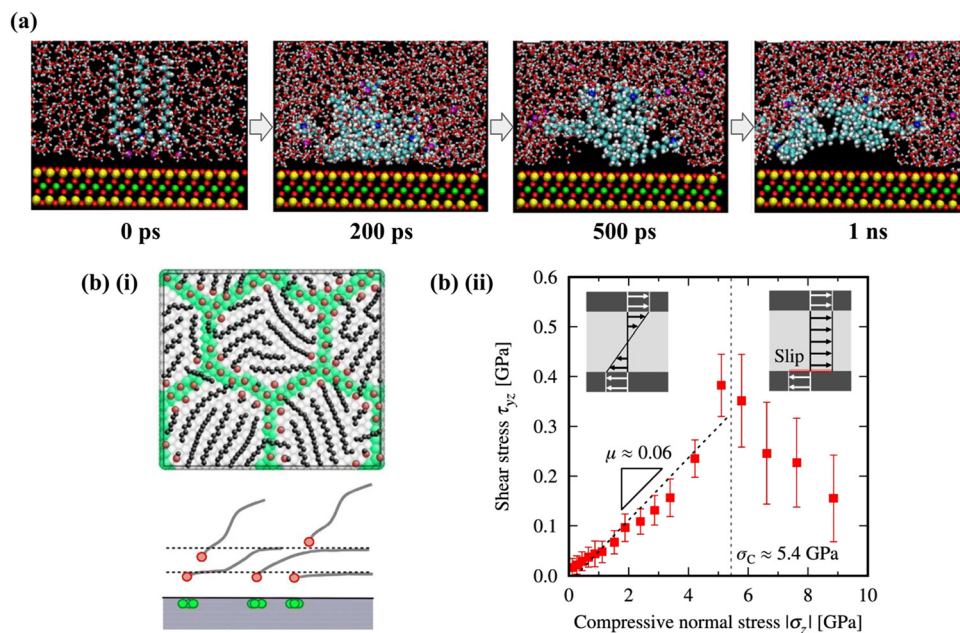 (a)
0 ps
200 ps
500 ps
1 ns
(b) (i)
(b) (ii)
0.6
0.5
0.4
0.3
0.2
0.1
0.0
Shear stress τyz [GPa]
Slip
μ ≈ 0.06
σC ≈ 5.4 GPa
0 2 4 6 8 10
Compressive normal stress |σz| [GPa]